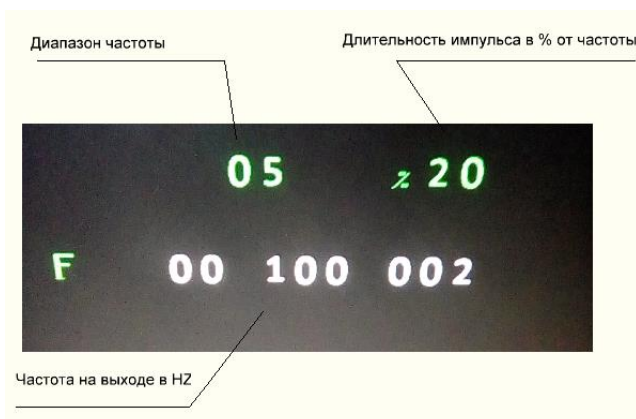 Диапазон частоты
Длительность импульса в % от частоты
05 % 20
F 00 100 002
Частота на выходе в HZ